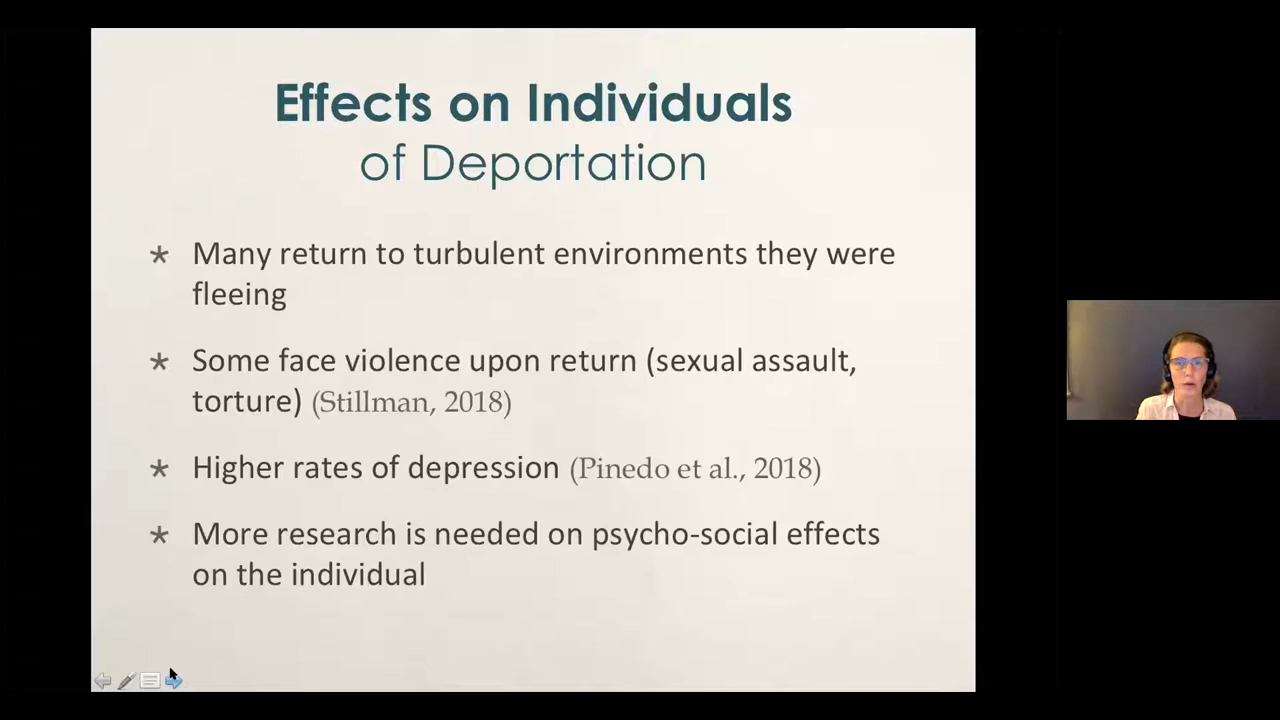 Effects on Individuals
of Deportation
* Many return to turbulent environments they were
fleeing
* Some face violence upon return (sexual assault,
torture) (Stillman, 2018)
* Higher rates of depression (Pinedo et al., 2018)
* More research is needed on psycho-social effects
on the individual